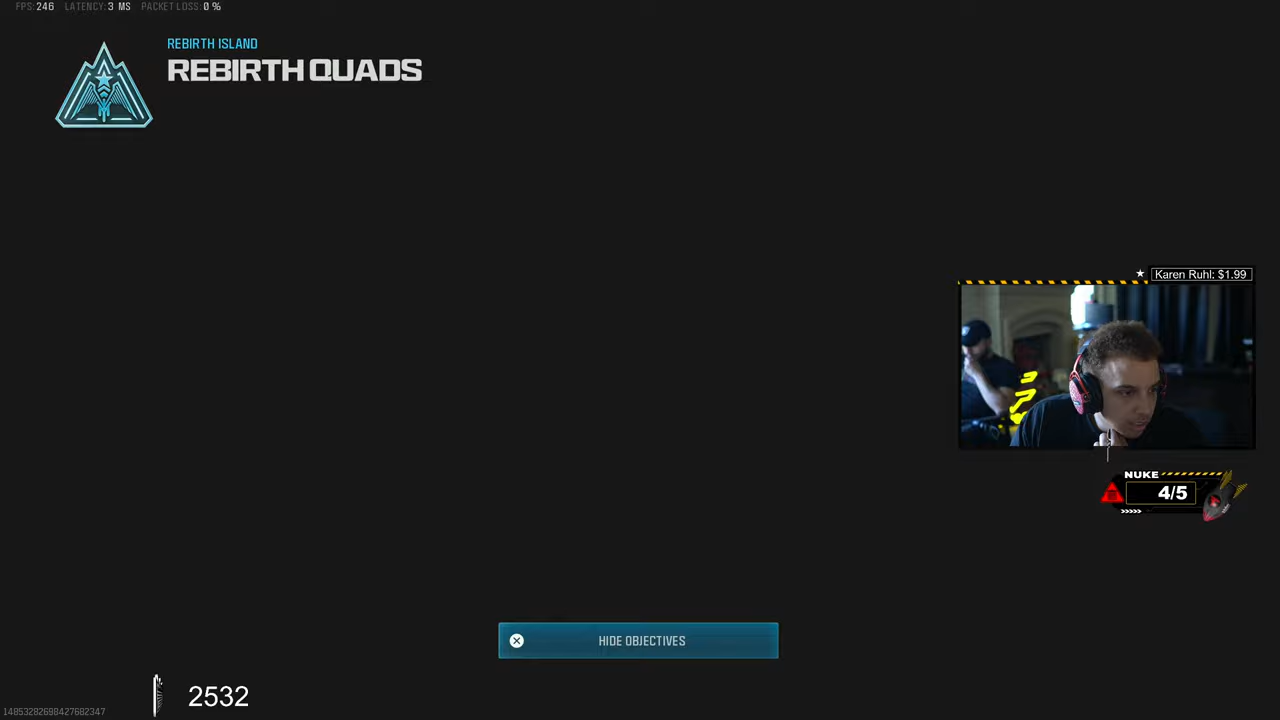 FPS: 246 LATENCY: 3 MS PACKET LOSS: 0 %
REBIRTH ISLAND
REBIRTH QUADS
Karen Ruhl: $1.99
NUKE
4/5
HIDE OBJECTIVES
2532
14853282698427682347